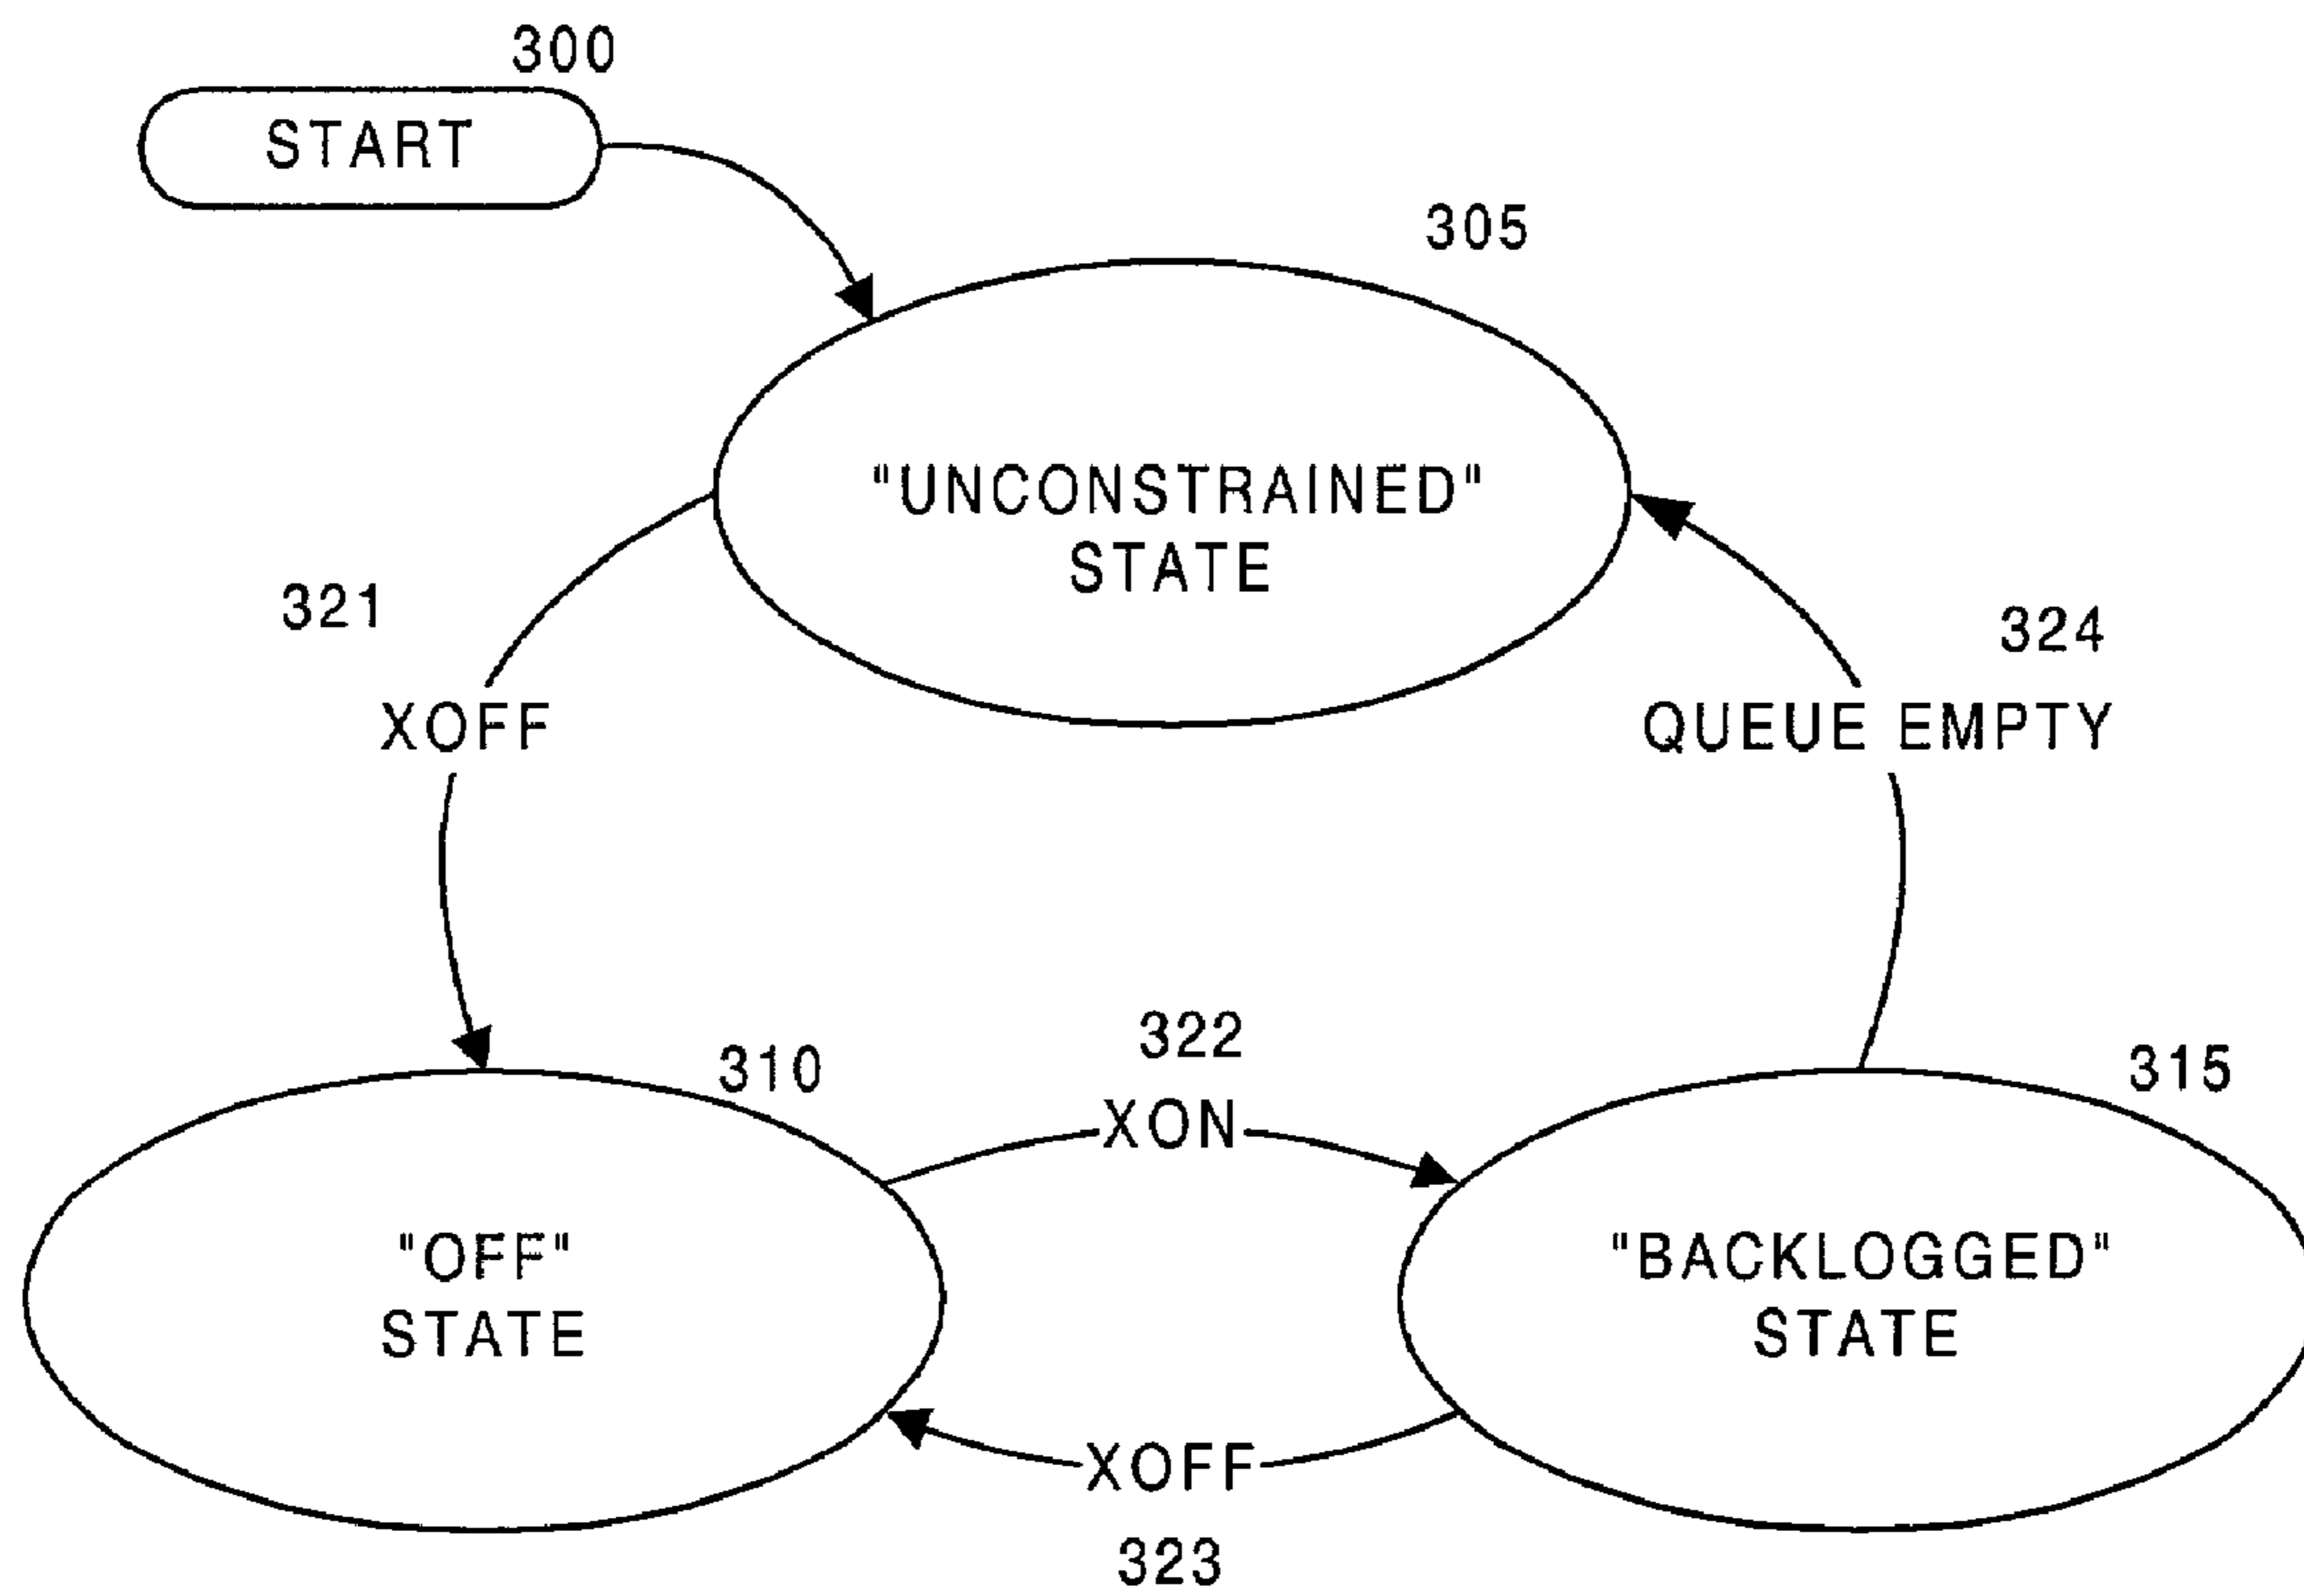 300
START
305
"UNCONSTRAINED"
STATE
321
324
XOFF
QUEUE EMPTY
322
310
315
XON
"OFF"
STATE
"BACKLOGGED"
STATE
XOFF
323